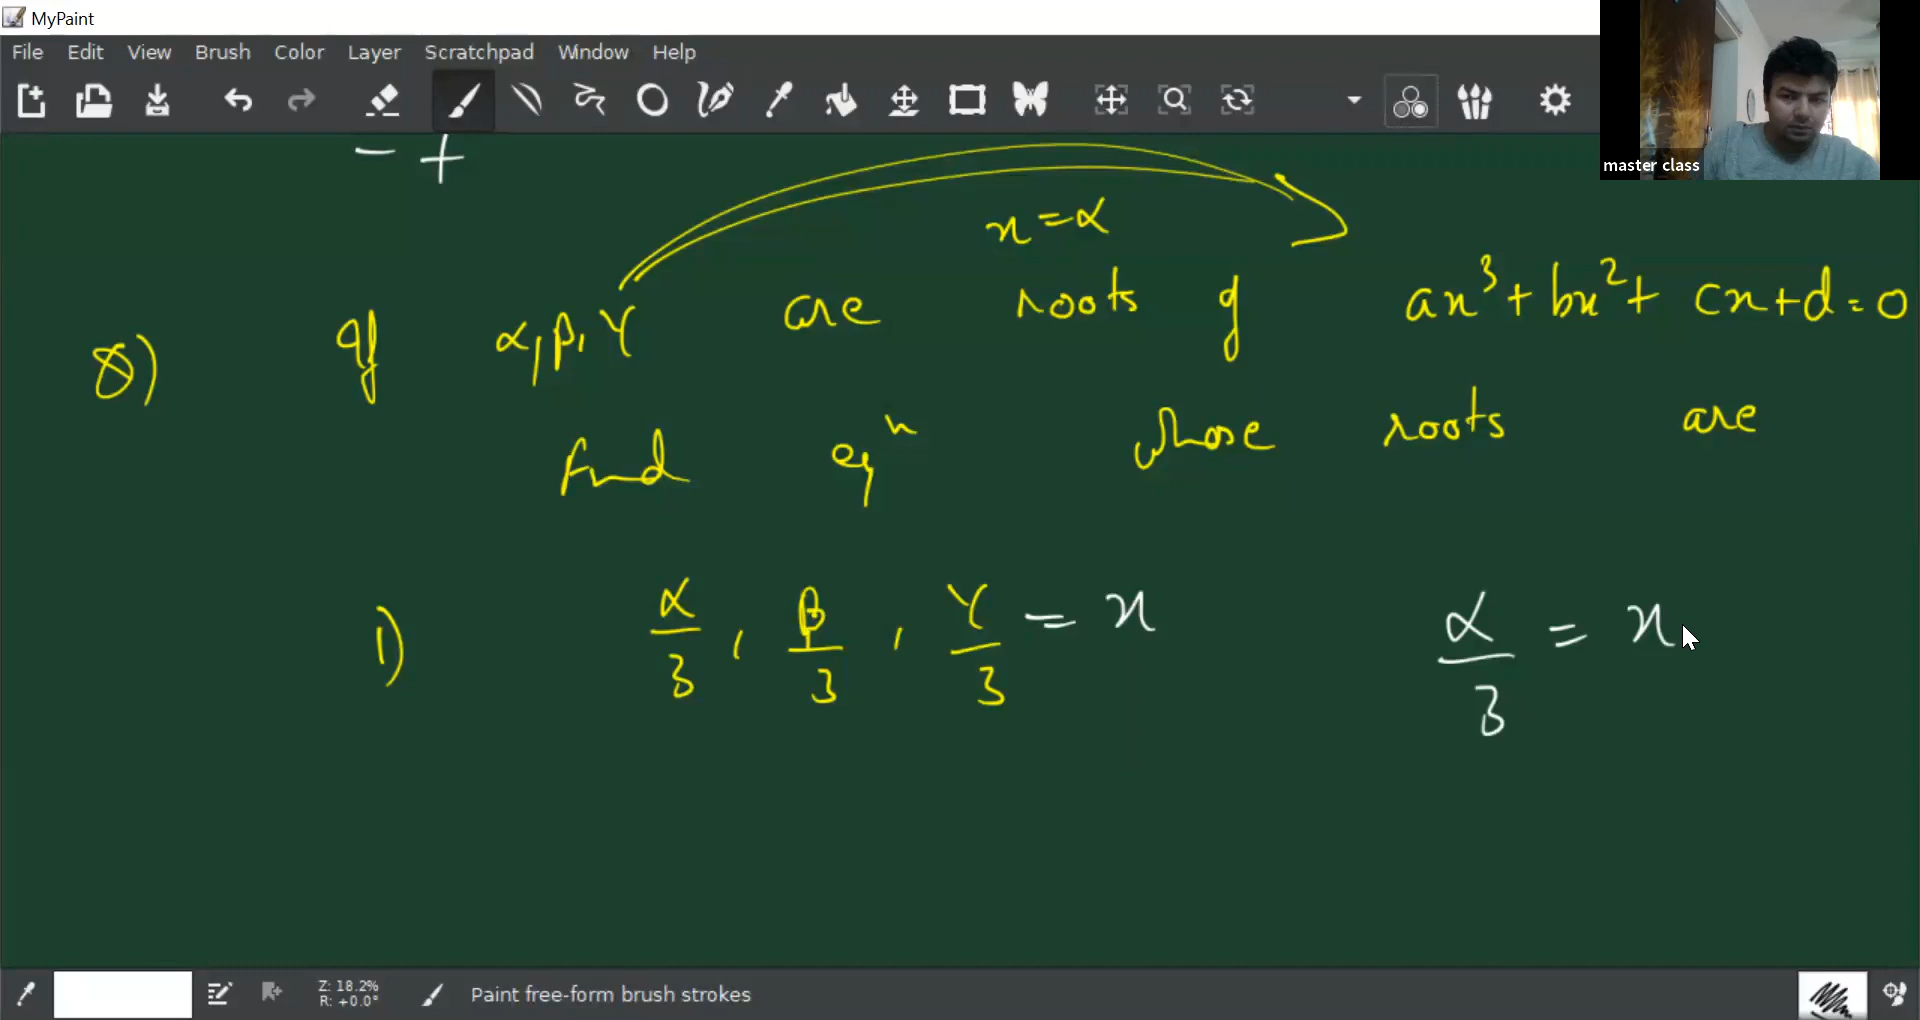 MyPaint
File Edit View Brush Color Layer Scratchpad Window Help
master class
− +
x = α
Q) If α, β, γ are roots of ax³ + bx² + cx + d = 0
Find eqⁿ whose roots are
1) α/3 , β/3 , γ/3 = x α/3 = x
Z: 18.2%
R: +0.0°
Paint free-form brush strokes